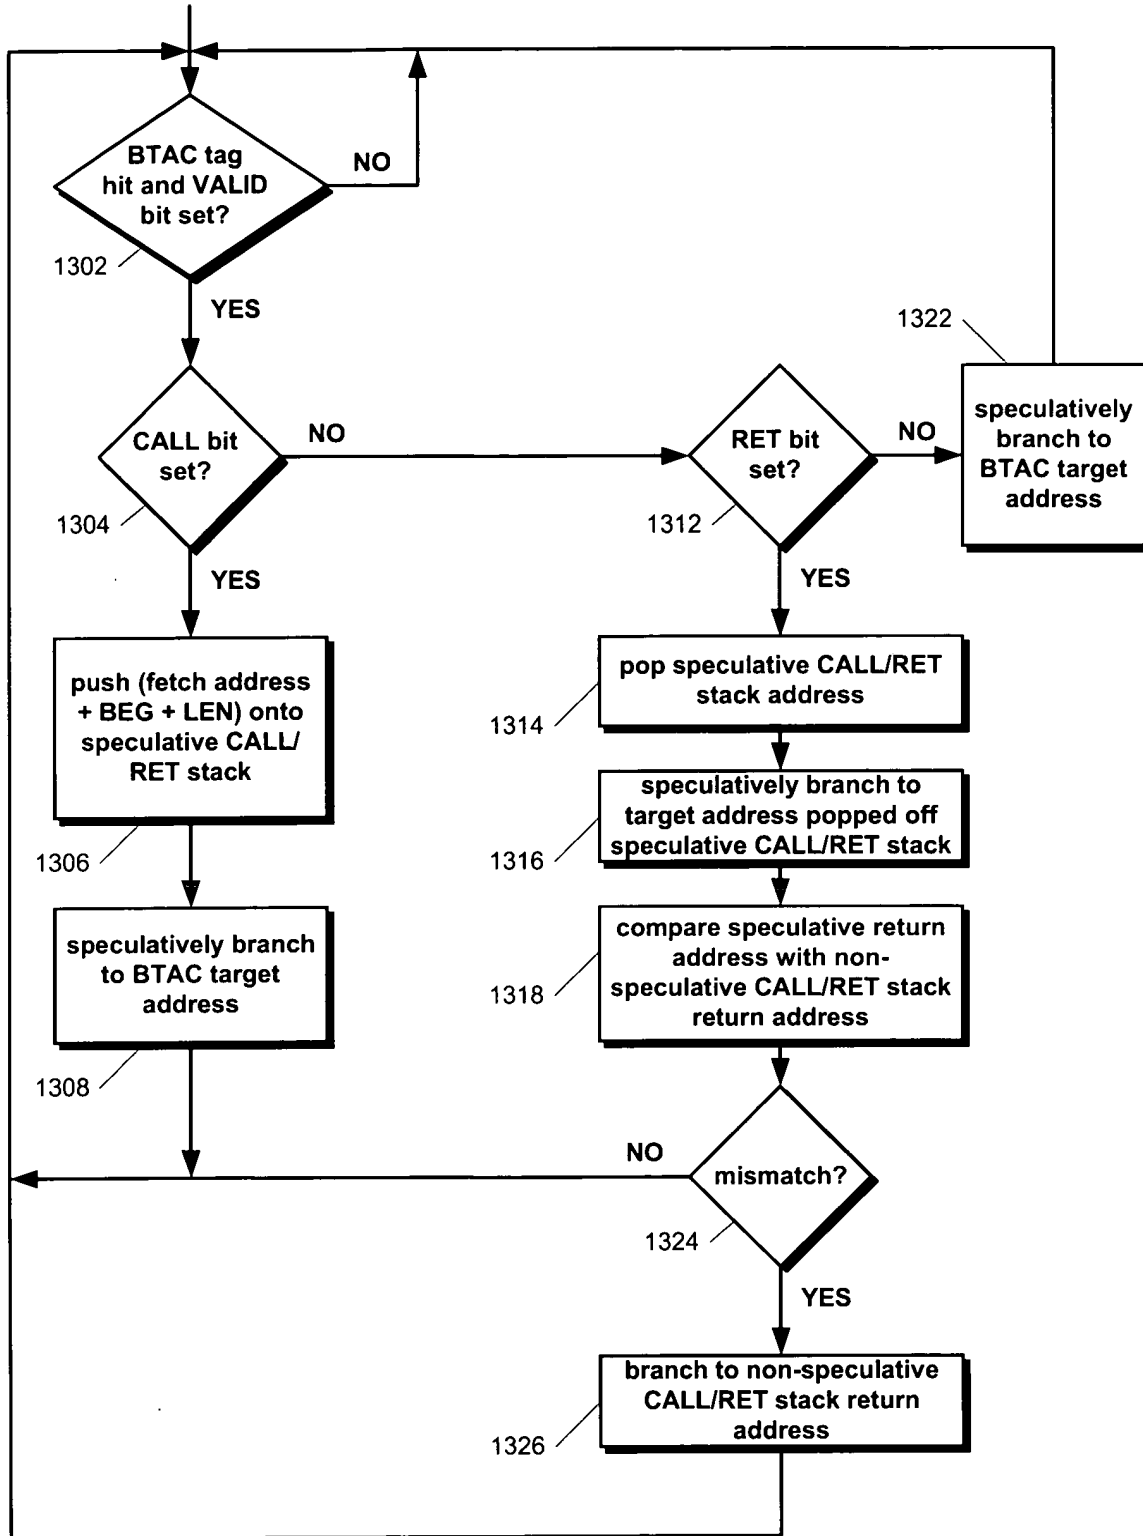 BTAC tag
hit and VALID
bit set?
NO
1302
YES
1322
CALL bit
set?
NO
1304
RET bit
set?
NO
1312
speculatively
branch to
BTAC target
address
YES
YES
push (fetch address
+ BEG + LEN) onto
speculative CALL/
RET stack
1306
pop speculative CALL/RET
stack address
1314
speculatively branch to
target address popped off
speculative CALL/RET stack
1316
speculatively branch
to BTAC target
address
1308
compare speculative return
address with non-
speculative CALL/RET stack
return address
1318
NO
mismatch?
1324
YES
branch to non-speculative
CALL/RET stack return
address
1326